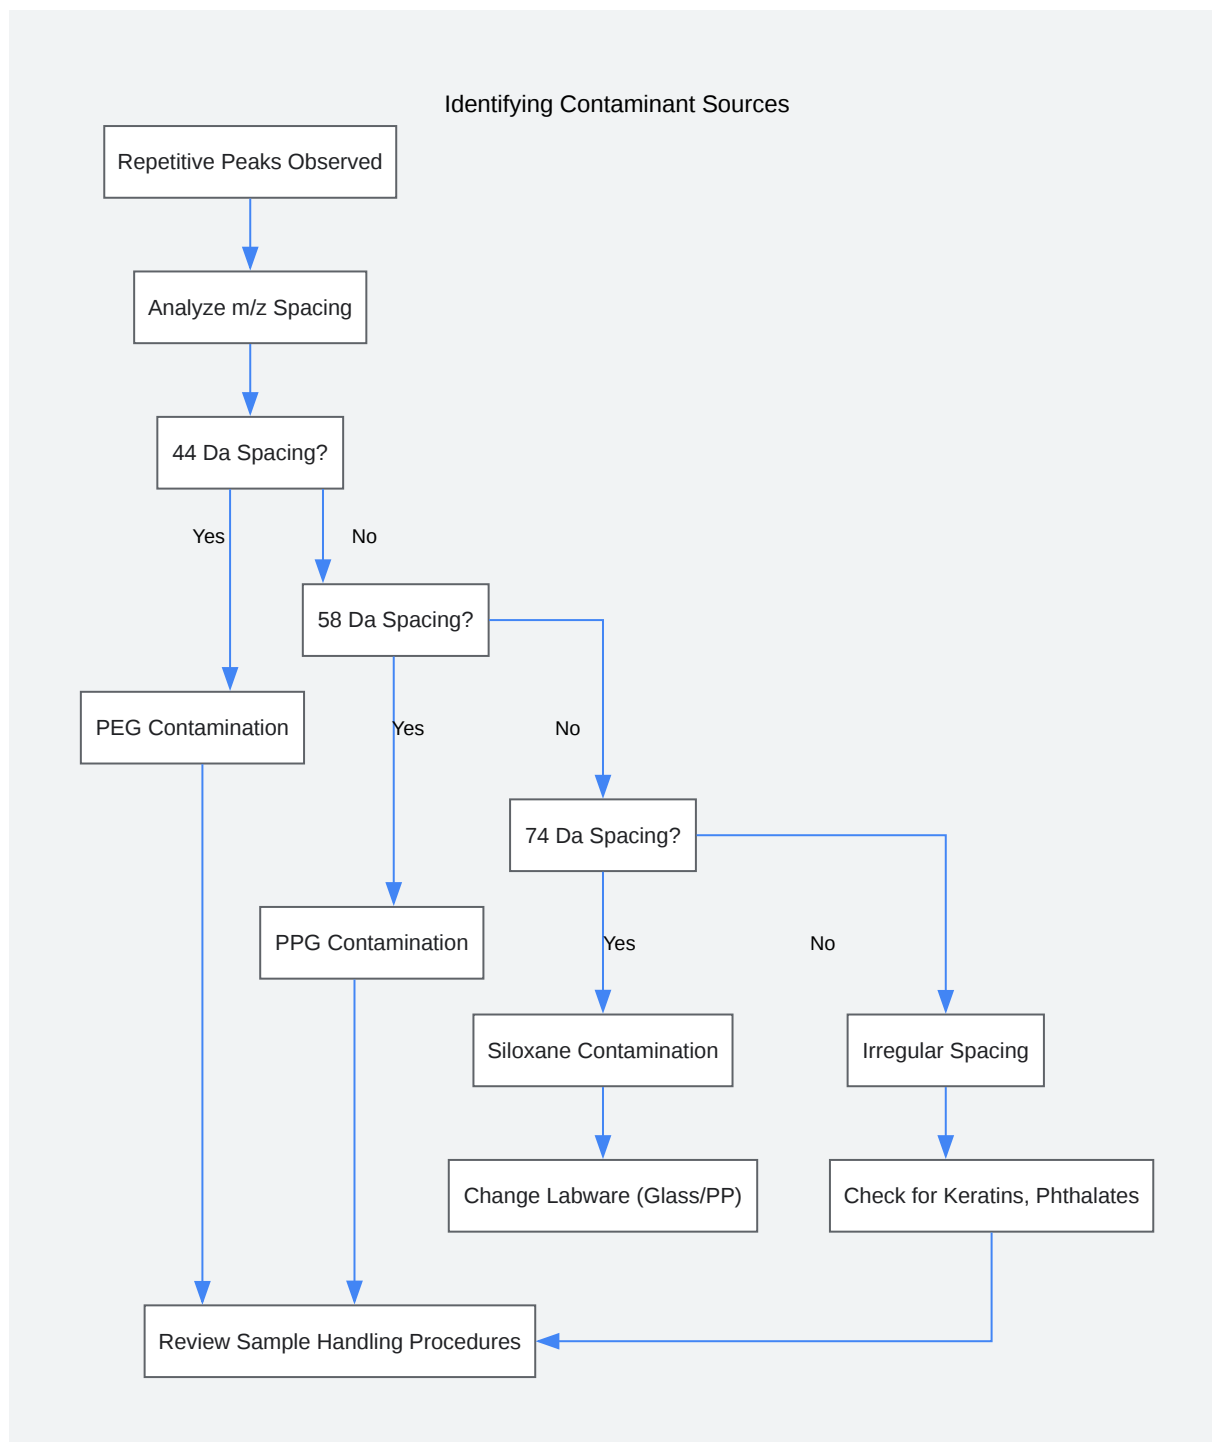 Identifying Contaminant Sources
Repetitive Peaks Observed
Analyze m/z Spacing
44 Da Spacing?
Yes
No
58 Da Spacing?
PEG Contamination
Yes
No
74 Da Spacing?
PPG Contamination
Yes
No
Siloxane Contamination
Irregular Spacing
Change Labware (Glass/PP)
Check for Keratins, Phthalates
Review Sample Handling Procedures